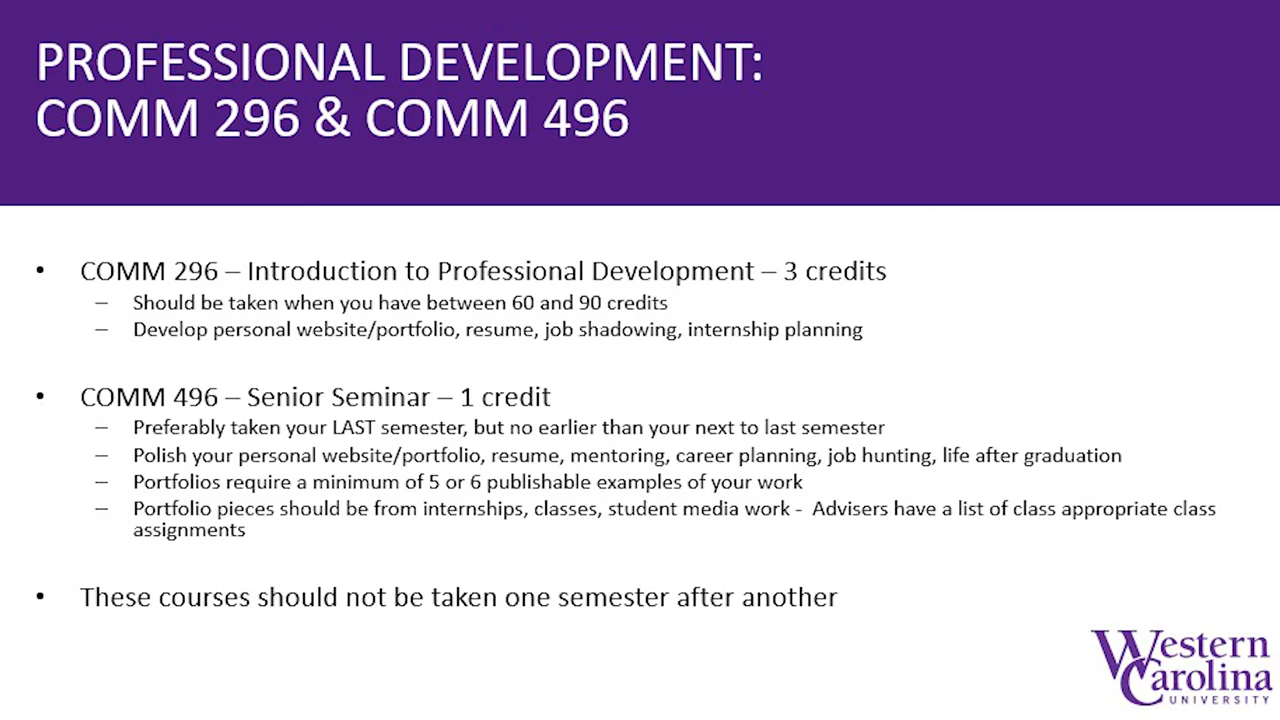 PROFESSIONAL DEVELOPMENT:
COMM 296 & COMM 496
• COMM 296 – Introduction to Professional Development – 3 credits
– Should be taken when you have between 60 and 90 credits
– Develop personal website/portfolio, resume, job shadowing, internship planning
• COMM 496 – Senior Seminar – 1 credit
– Preferably taken your LAST semester, but no earlier than your next to last semester
– Polish your personal website/portfolio, resume, mentoring, career planning, job hunting, life after graduation
– Portfolios require a minimum of 5 or 6 publishable examples of your work
– Portfolio pieces should be from internships, classes, student media work - Advisers have a list of class appropriate class
assignments
• These courses should not be taken one semester after another
Western
Carolina
UNIVERSITY